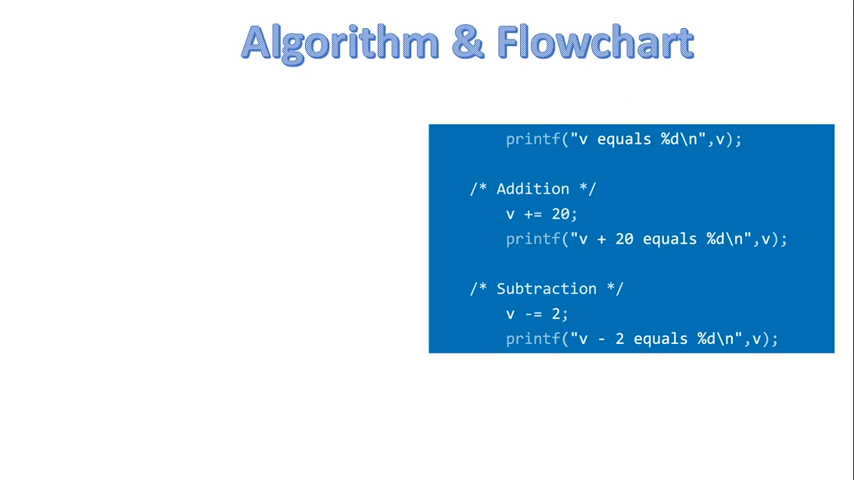 Algorithm & Flowchart
printf("v equals %d\n",v);
/* Addition */
v += 20;
printf("v + 20 equals %d\n",v);
/* Subtraction */
v -= 2;
printf("v - 2 equals %d\n",v);